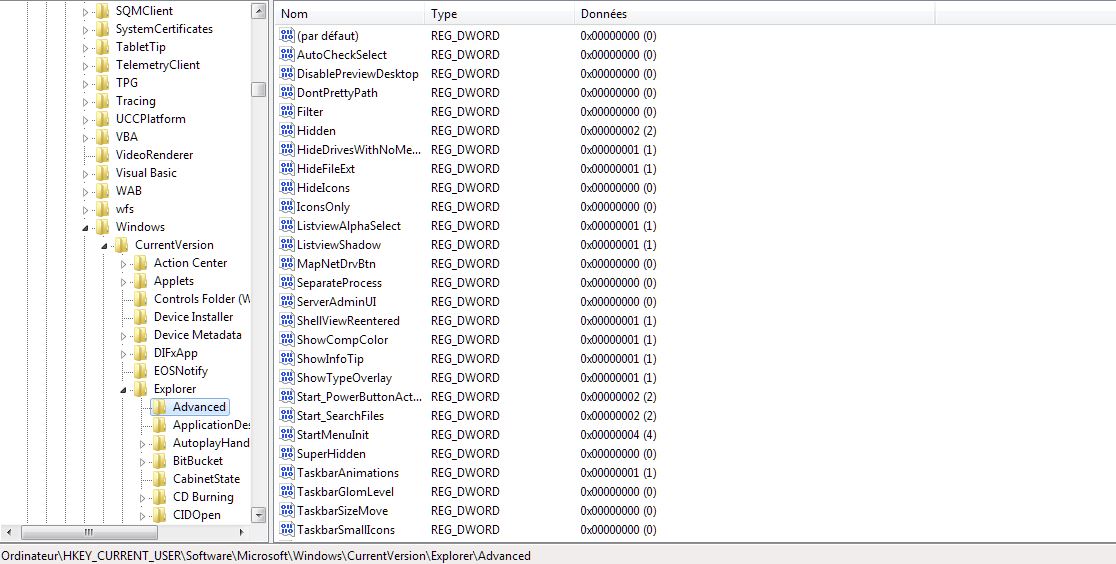 SQMClient
SystemCertificates
TabletTip
TelemetryClient
TPG
Tracing
UCCPlatform
VBA
VideoRenderer
Visual Basic
WAB
wfs
Windows
CurrentVersion
Action Center
Applets
Controls Folder (W
Device Installer
Device Metadata
DIFxApp
EOSNotify
Explorer
Advanced
ApplicationDes
AutoplayHand
BitBucket
CabinetState
CD Burning
CIDOpen
Nom Type Données
(par défaut) REG_DWORD 0x00000000 (0)
AutoCheckSelect REG_DWORD 0x00000000 (0)
DisablePreviewDesktop REG_DWORD 0x00000000 (0)
DontPrettyPath REG_DWORD 0x00000000 (0)
Filter REG_DWORD 0x00000000 (0)
Hidden REG_DWORD 0x00000002 (2)
HideDrivesWithNoMe... REG_DWORD 0x00000001 (1)
HideFileExt REG_DWORD 0x00000001 (1)
HideIcons REG_DWORD 0x00000000 (0)
IconsOnly REG_DWORD 0x00000000 (0)
ListviewAlphaSelect REG_DWORD 0x00000001 (1)
ListviewShadow REG_DWORD 0x00000001 (1)
MapNetDrvBtn REG_DWORD 0x00000000 (0)
SeparateProcess REG_DWORD 0x00000000 (0)
ServerAdminUI REG_DWORD 0x00000000 (0)
ShellViewReentered REG_DWORD 0x00000001 (1)
ShowCompColor REG_DWORD 0x00000001 (1)
ShowInfoTip REG_DWORD 0x00000001 (1)
ShowTypeOverlay REG_DWORD 0x00000001 (1)
Start_PowerButtonAct... REG_DWORD 0x00000002 (2)
Start_SearchFiles REG_DWORD 0x00000002 (2)
StartMenuInit REG_DWORD 0x00000004 (4)
SuperHidden REG_DWORD 0x00000000 (0)
TaskbarAnimations REG_DWORD 0x00000001 (1)
TaskbarGlomLevel REG_DWORD 0x00000000 (0)
TaskbarSizeMove REG_DWORD 0x00000000 (0)
TaskbarSmallIcons REG_DWORD 0x00000000 (0)
Ordinateur\HKEY_CURRENT_USER\Software\Microsoft\Windows\CurrentVersion\Explorer\Advanced